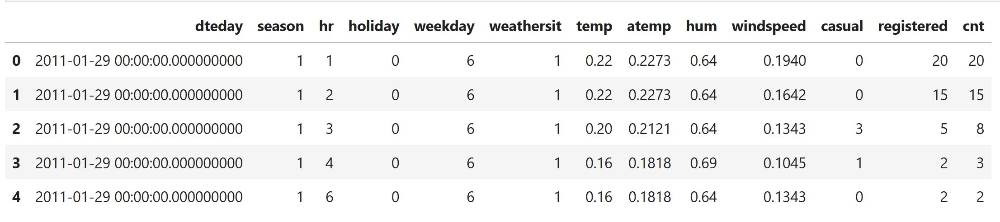 dteday season hr holiday weekday weathersit temp atemp hum windspeed casual registered cnt
0 2011-01-29 00:00:00.000000000 1 1 0 6 1 0.22 0.2273 0.64 0.1940 0 20 20
1 2011-01-29 00:00:00.000000000 1 2 0 6 1 0.22 0.2273 0.64 0.1642 0 15 15
2 2011-01-29 00:00:00.000000000 1 3 0 6 1 0.20 0.2121 0.64 0.1343 3 5 8
3 2011-01-29 00:00:00.000000000 1 4 0 6 1 0.16 0.1818 0.69 0.1045 1 2 3
4 2011-01-29 00:00:00.000000000 1 6 0 6 1 0.16 0.1818 0.64 0.1343 0 2 2